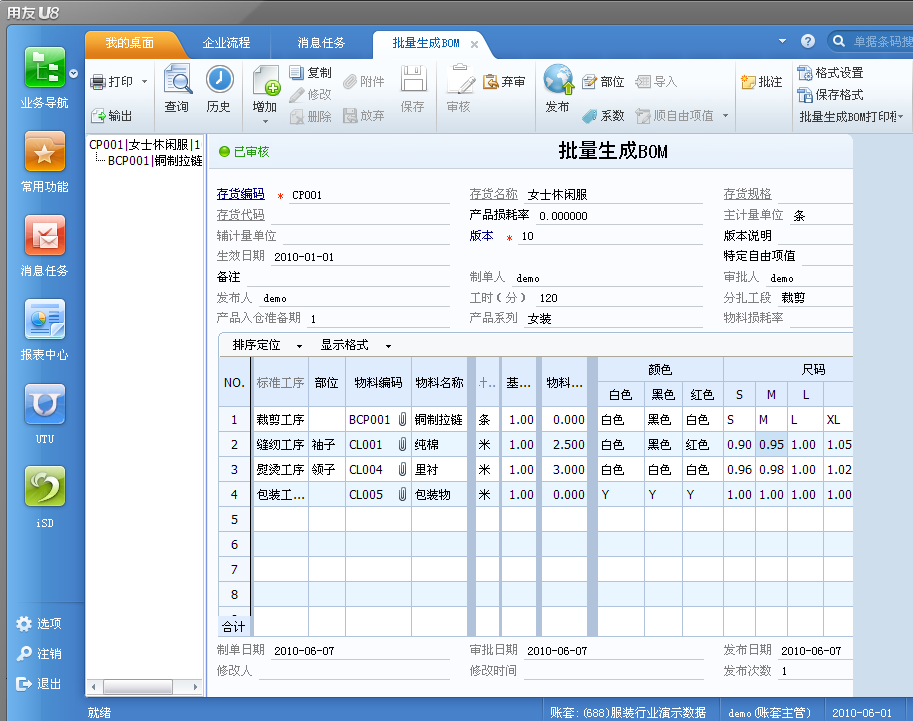 用友 U8
我的桌面 企业流程 消息任务 批量生成BOM × 单据条码搜
业务导航
常用功能
消息任务
报表中心
UTU
iSD
选项
注销
退出
打印 输出 查询 历史 增加 复制 修改 删除 附件 放弃 保存 审核 弃审 发布 部位 系数 导入 顺自由项值 批注 格式设置 保存格式 批量生成BOM打印模
CP001|女士休闲服|1
BCP001|铜制拉链
已审核 批量生成BOM
存货编码 * CP001 存货名称 女士休闲服 存货规格
存货代码 产品损耗率 0.000000 主计量单位 条
辅计量单位 版本 * 10 版本说明
生效日期 2010-01-01 特定自由项值
备注 制单人 demo 审批人 demo
发布人 demo 工时（分） 120 分扎工段 裁剪
产品入仓准备期 1 产品系列 女装 物料损耗率
排序定位 显示格式
颜色 尺码
NO. 标准工序 部位 物料编码 物料名称 基... 物料... 白色 黑色 红色 S M L
1 裁剪工序 BCP001 铜制拉链 条 1.00 0.000 白色 黑色 白色 S M L XL
2 缝纫工序 袖子 CL001 纯棉 米 1.00 2.500 白色 黑色 红色 0.90 0.95 1.00 1.05
3 熨烫工序 领子 CL004 里衬 米 1.00 3.000 白色 白色 白色 0.96 0.98 1.00 1.02
4 包装工... CL005 包装物 米 1.00 0.000 Y Y Y 1.00 1.00 1.00 1.00
5
6
7
8
合计
制单日期 2010-06-07 审批日期 2010-06-07 发布日期 2010-06-07
修改人 修改时间 发布次数 1
就绪 账套: (688)服装行业演示数据 demo (账套主管) 2010-06-01